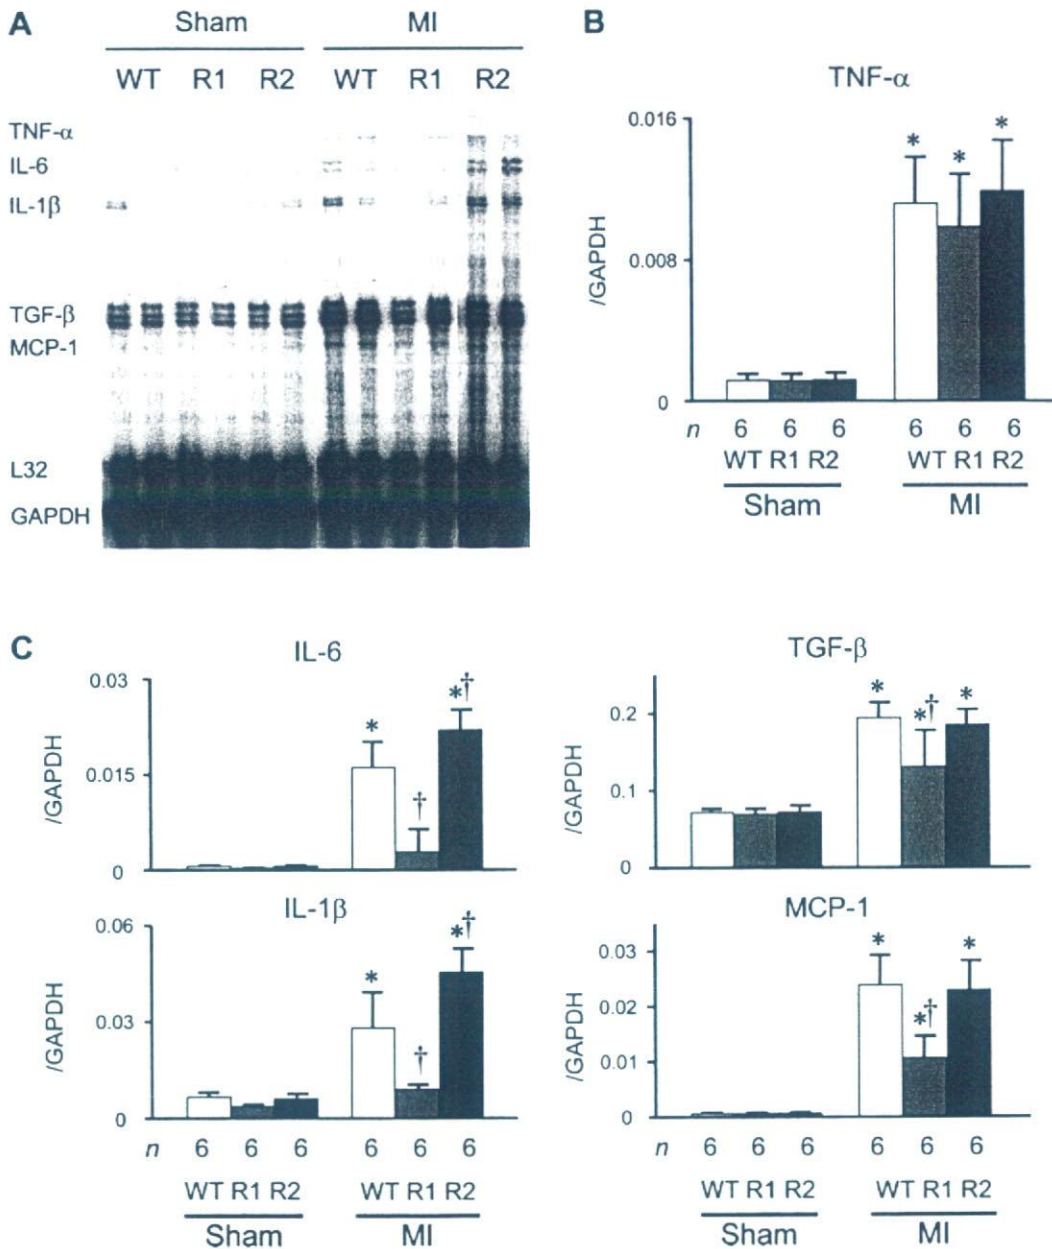 A
Sham MI
WT R1 R2 WT R1 R2
TNF-α
IL-6
IL-1β
TGF-β
MCP-1
L32
GAPDH
B
TNF-α
0.016
* * *
/GAPDH
0.008
0
n 6 6 6 6 6 6
WT R1 R2 WT R1 R2
Sham MI
C
IL-6
0.03
*†
*
/GAPDH
0.015
†
0
TGF-β
0.2
* *† *
/GAPDH
0.1
0
IL-1β
0.06
*†
*
/GAPDH
0.03
†
0
n 6 6 6 6 6 6
WT R1 R2 WT R1 R2
Sham MI
MCP-1
* *
0.03
*†
/GAPDH
0.02
0.01
0
n 6 6 6 6 6 6
WT R1 R2 WT R1 R2
Sham MI